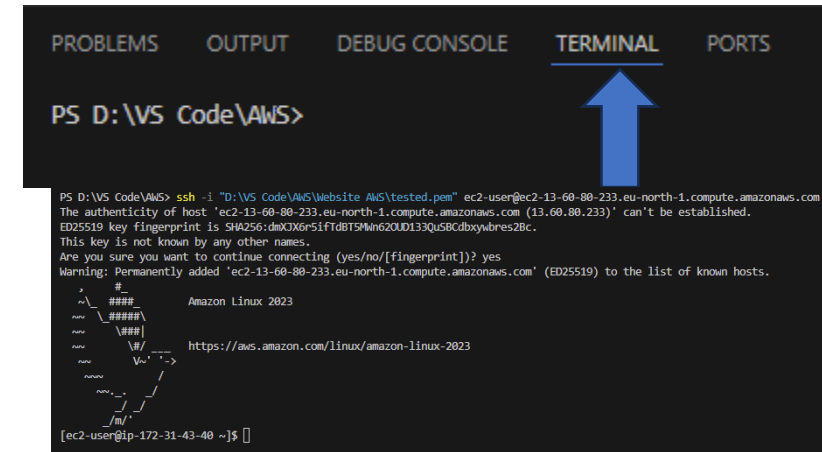 PROBLEMS OUTPUT DEBUG CONSOLE TERMINAL PORTS
PS D:\VS Code\AWS>
PS D:\VS Code\AWS> ssh -i "D:\VS Code\AWS\Website AWS\tested.pem" ec2-user@ec2-13-60-80-233.eu-north-1.compute.amazonaws.com
The authenticity of host 'ec2-13-60-80-233.eu-north-1.compute.amazonaws.com (13.60.80.233)' can't be established.
ED25519 key fingerprint is SHA256:dmXJX6r5ifTdBT5MWn62OUD133QuSBCdbxywbres2Bc.
This key is not known by any other names.
Are you sure you want to continue connecting (yes/no/[fingerprint])? yes
Warning: Permanently added 'ec2-13-60-80-233.eu-north-1.compute.amazonaws.com' (ED25519) to the list of known hosts.
   ,     #_
   ~\_  ####_        Amazon Linux 2023
  ~~  \_#####\
  ~~     \###|
  ~~       \#/ ___   https://aws.amazon.com/linux/amazon-linux-2023
   ~~       V~' '->
    ~~~         /
      ~~._.   _/
         _/ _/
       _/m/'
[ec2-user@ip-172-31-43-40 ~]$